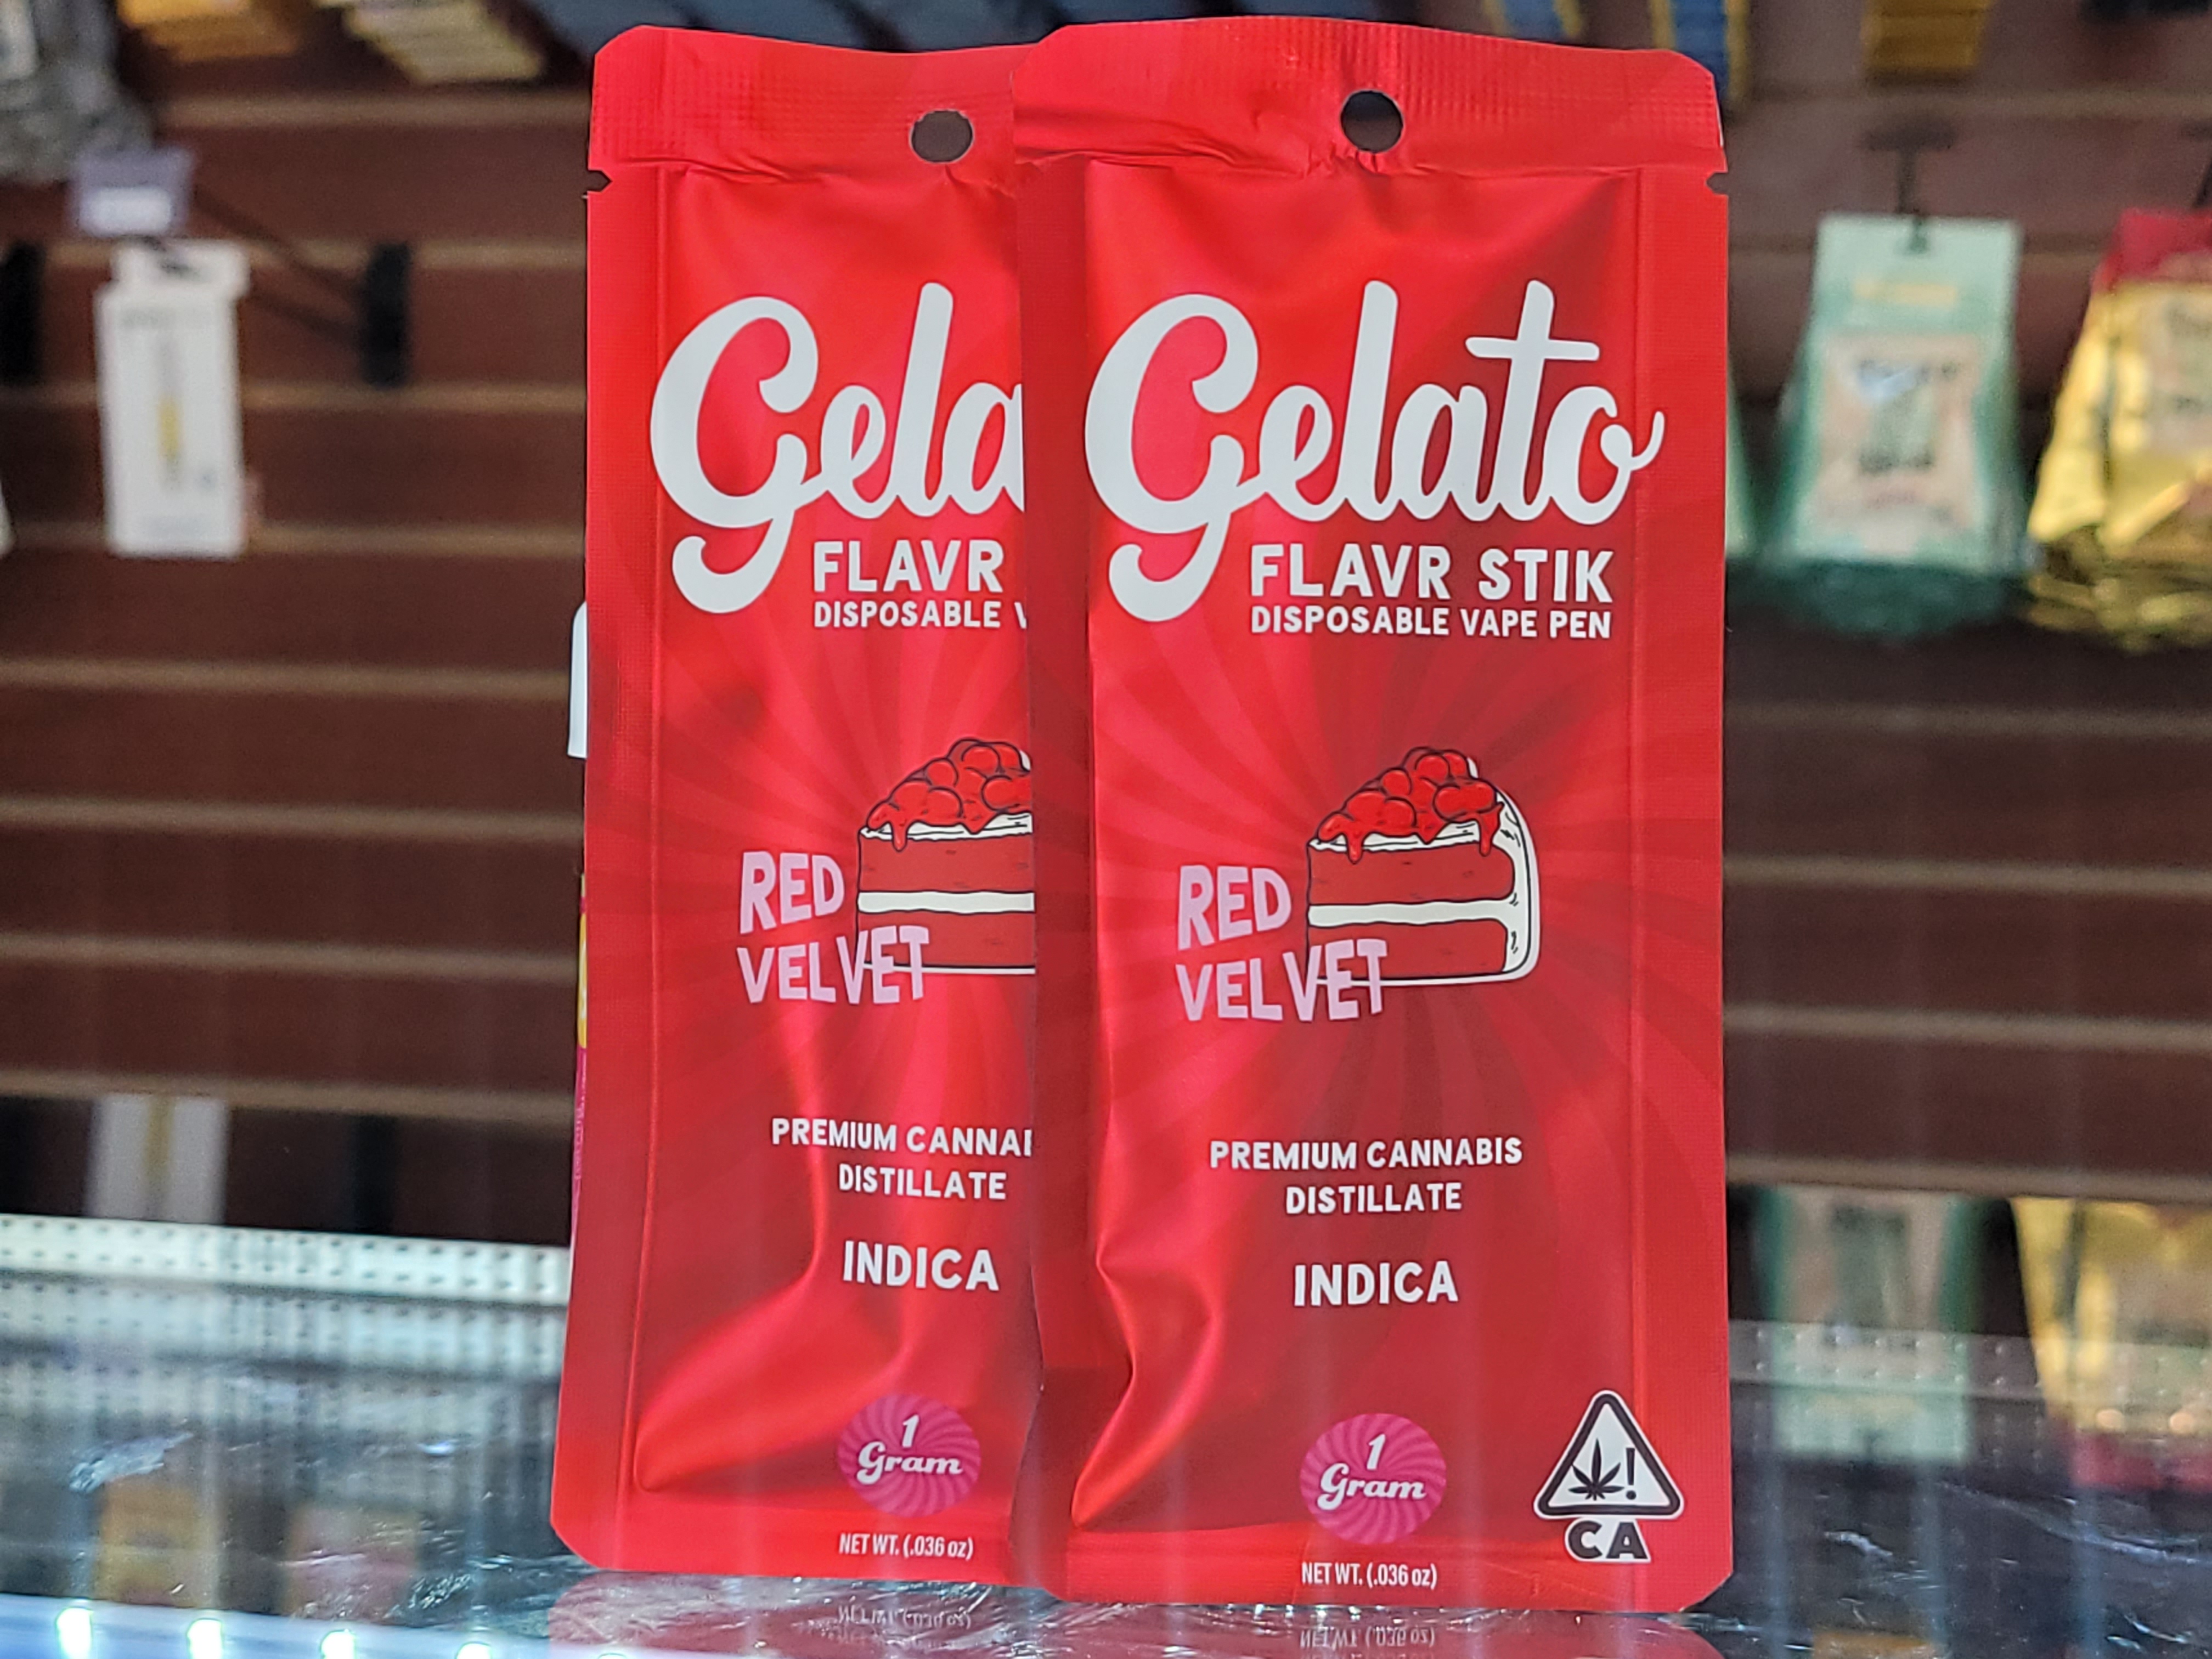 Gela
FLAVR
DISPOSABLE V
RED
VELVET
PREMIUM CANNAB
DISTILLATE
INDICA
1
Gram
NET WT. (.036 oz)
Gelato
FLAVR STIK
DISPOSABLE VAPE PEN
RED
VELVET
PREMIUM CANNABIS
DISTILLATE
INDICA
1
Gram
NET WT. (.036 oz)
!
CA